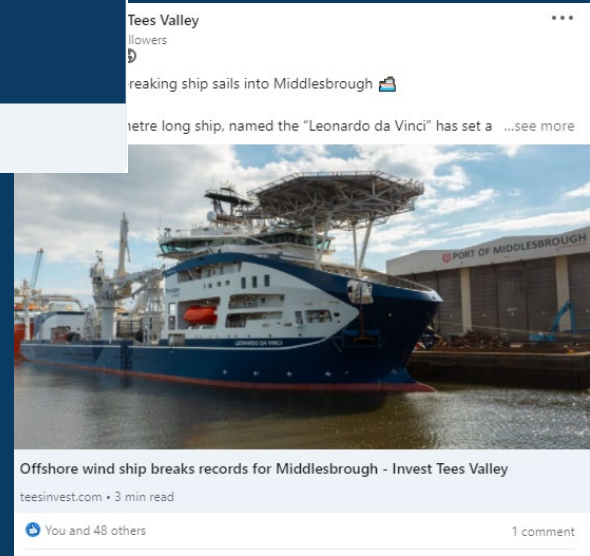 Tees Valley
llowers
reaking ship sails into Middlesbrough
netre long ship, named the “Leonardo da Vinci” has set a ...see more
PORT OF MIDDLESBROUGH
LEONARDO DA VINCI
Offshore wind ship breaks records for Middlesbrough - Invest Tees Valley
teesinvest.com • 3 min read
You and 48 others
1 comment